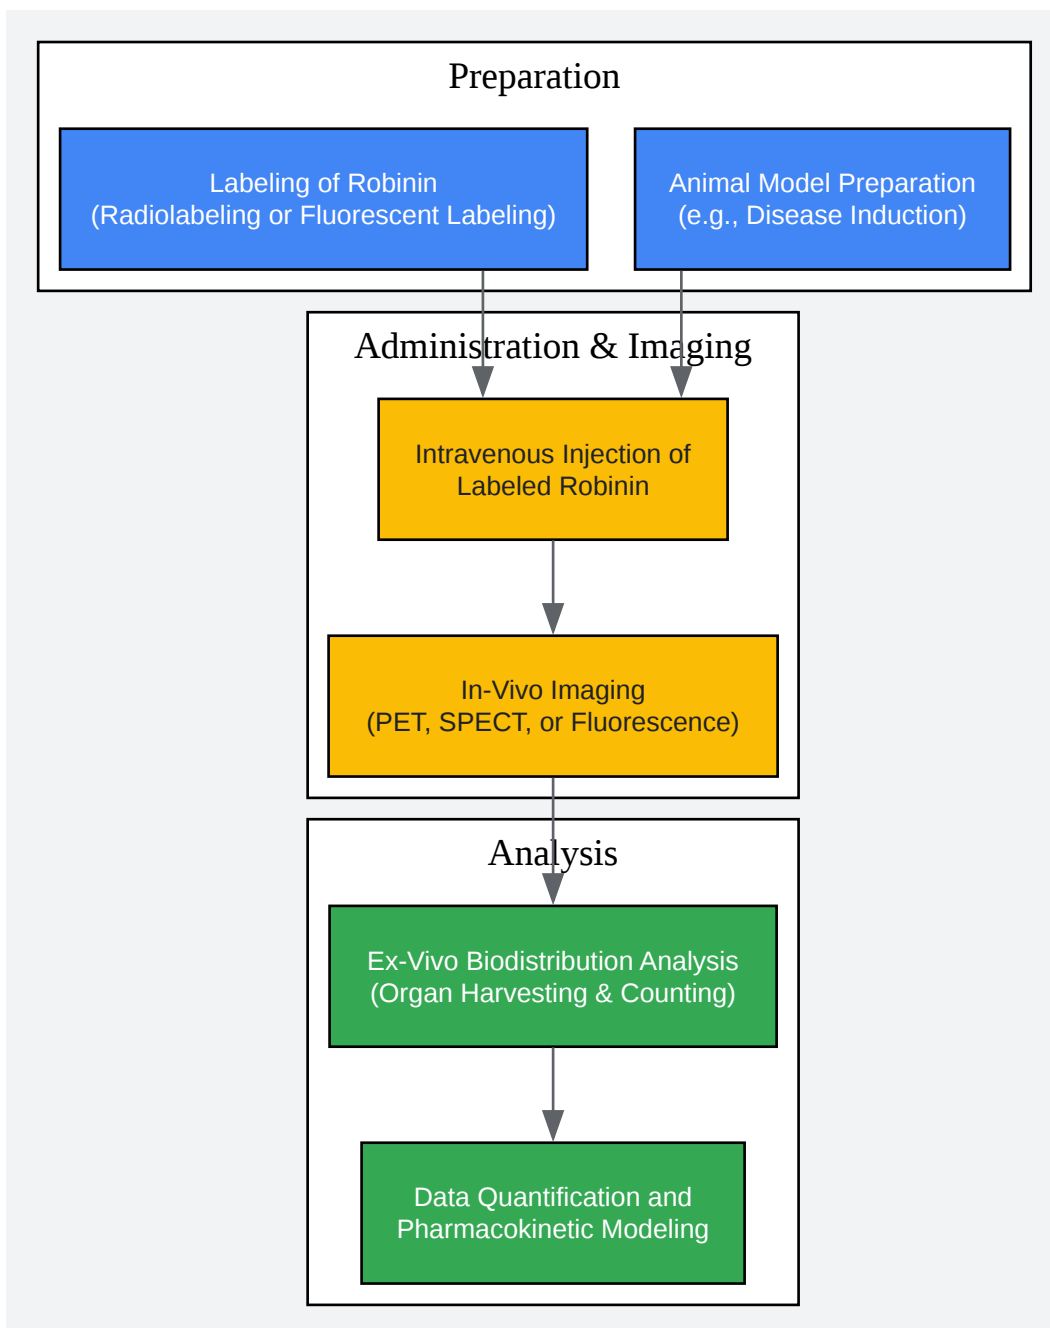 Preparation
Labeling of Robinin
(Radiolabeling or Fluorescent Labeling)
Animal Model Preparation
(e.g., Disease Induction)
Administration & Imaging
Intravenous Injection of
Labeled Robinin
In-Vivo Imaging
(PET, SPECT, or Fluorescence)
Analysis
Ex-Vivo Biodistribution Analysis
(Organ Harvesting & Counting)
Data Quantification and
Pharmacokinetic Modeling